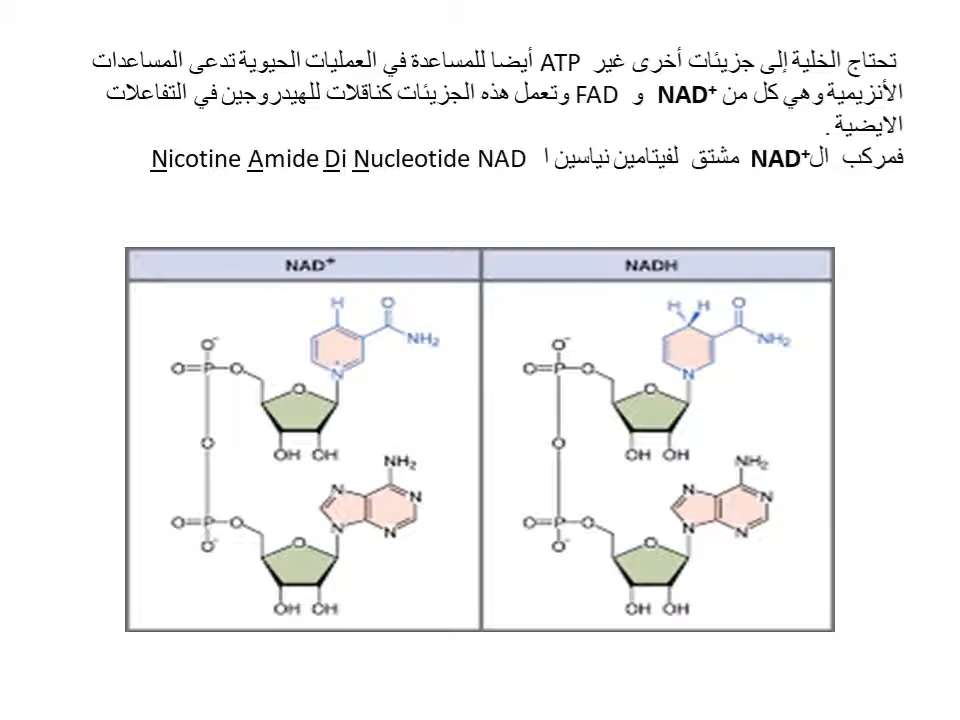 تحتاج الخلية إلى جزيئات أخرى غير ATP أيضا للمساعدة في العمليات الحيوية تدعى المساعدات
الأنزيمية وهي كل من NAD⁺ و FAD وتعمل هذه الجزيئات كناقلات للهيدروجين في التفاعلات
الايضية .
فمركب ال NAD⁺ مشتق لفيتامين نياسين ا Nicotine Amide Di Nucleotide NAD
NAD⁺ NADH
H O NH₂ H H O NH₂
O⁻ O⁻
O=P–O N⁺ O=P–O N
O O
OH OH OH OH
O O
NH₂ NH₂
N N N N
O=P–O N N O=P–O N N
O⁻ O O⁻ O
OH OH OH OH